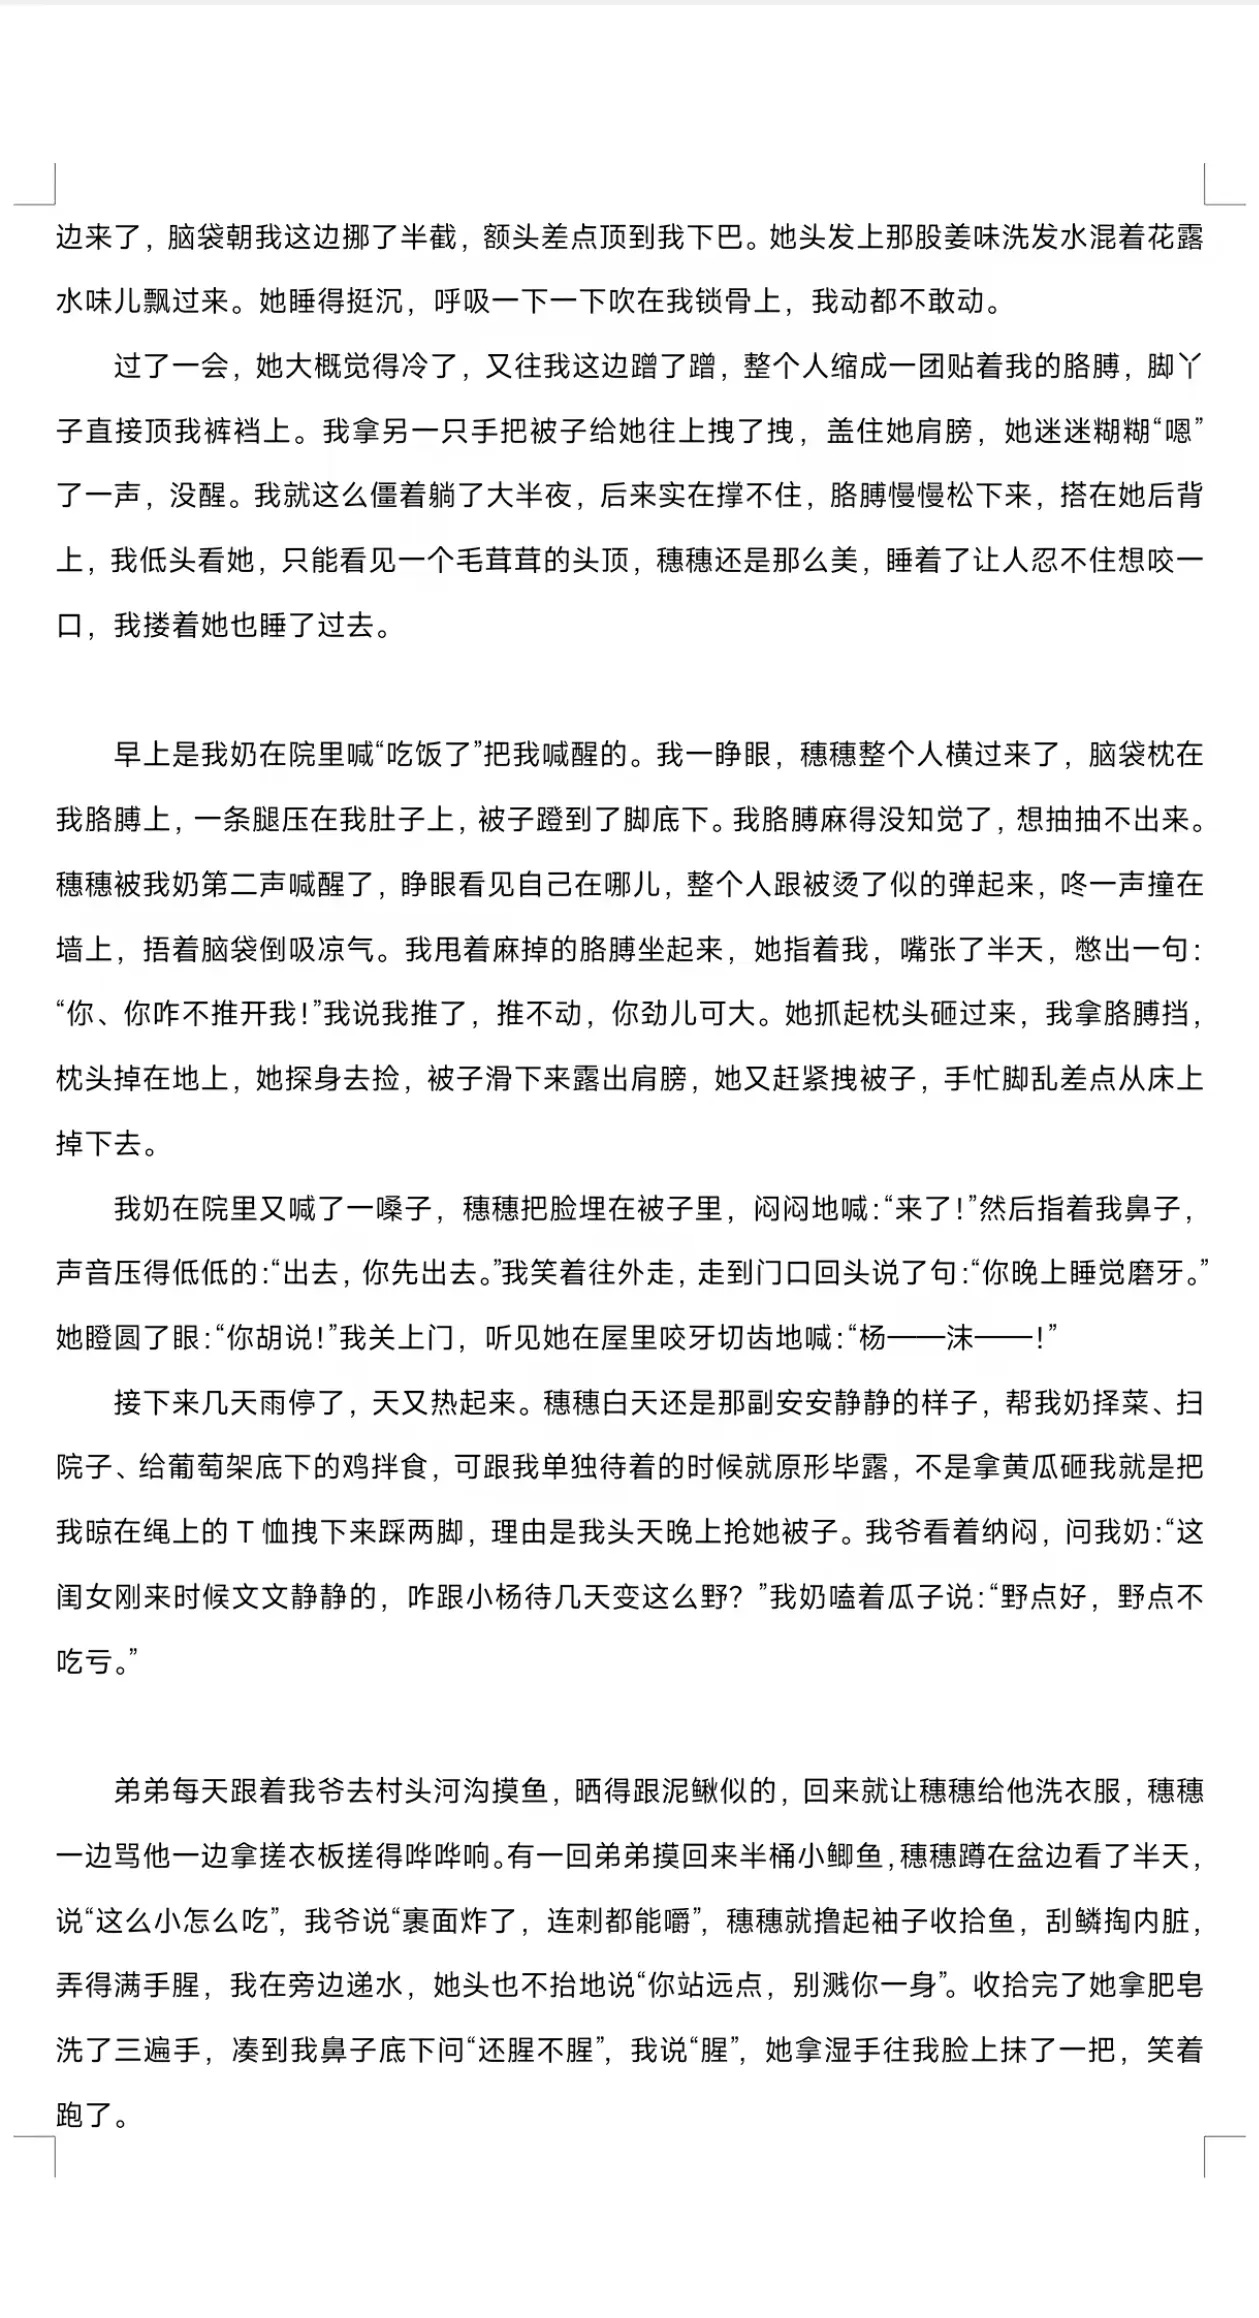 边来了，脑袋朝我这边挪了半截，额头差点顶到我下巴。她头发上那股姜味洗发水混着花露
水味儿飘过来。她睡得挺沉，呼吸一下一下吹在我锁骨上，我动都不敢动。
过了一会，她大概觉得冷了，又往我这边蹭了蹭，整个人缩成一团贴着我的胳膊，脚丫
子直接顶我裤裆上。我拿另一只手把被子给她往上拽了拽，盖住她肩膀，她迷迷糊糊“嗯”
了一声，没醒。我就这么僵着躺了大半夜，后来实在撑不住，胳膊慢慢松下来，搭在她后背
上，我低头看她，只能看见一个毛茸茸的头顶，穗穗还是那么美，睡着了让人忍不住想咬一
口，我搂着她也睡了过去。
早上是我奶在院里喊“吃饭了”把我喊醒的。我一睁眼，穗穗整个人横过来了，脑袋枕在
我胳膊上，一条腿压在我肚子上，被子蹬到了脚底下。我胳膊麻得没知觉了，想抽抽不出来。
穗穗被我奶第二声喊醒了，睁眼看见自己在哪儿，整个人跟被烫了似的弹起来，咚一声撞在
墙上，捂着脑袋倒吸凉气。我甩着麻掉的胳膊坐起来，她指着我，嘴张了半天，憋出一句：
“你、你咋不推开我！”我说我推了，推不动，你劲儿可大。她抓起枕头砸过来，我拿胳膊挡，
枕头掉在地上，她探身去捡，被子滑下来露出肩膀，她又赶紧拽被子，手忙脚乱差点从床上
掉下去。
我奶在院里又喊了一嗓子，穗穗把脸埋在被子里，闷闷地喊：“来了！”然后指着我鼻子，
声音压得低低的：“出去，你先出去。”我笑着往外走，走到门口回头说了句：“你晚上睡觉磨牙。”
她瞪圆了眼：“你胡说！”我关上门，听见她在屋里咬牙切齿地喊：“杨——沫——！”
接下来几天雨停了，天又热起来。穗穗白天还是那副安安静静的样子，帮我奶择菜、扫
院子、给葡萄架底下的鸡拌食，可跟我单独待着的时候就原形毕露，不是拿黄瓜砸我就是把
我晾在绳上的 T 恤拽下来踩两脚，理由是我头天晚上抢她被子。我爷看着纳闷，问我奶：“这
闺女刚来时候文文静静的，咋跟小杨待几天变这么野？”我奶嗑着瓜子说：“野点好，野点不
吃亏。”
弟弟每天跟着我爷去村头河沟摸鱼，晒得跟泥鳅似的，回来就让穗穗给他洗衣服，穗穗
一边骂他一边拿搓衣板搓得哗哗响。有一回弟弟摸回来半桶小鲫鱼，穗穗蹲在盆边看了半天，
说“这么小怎么吃”，我爷说“裹面炸了，连刺都能嚼”，穗穗就撸起袖子收拾鱼，刮鳞掏内脏，
弄得满手腥，我在旁边递水，她头也不抬地说“你站远点，别溅你一身”。收拾完了她拿肥皂
洗了三遍手，凑到我鼻子底下问“还腥不腥”，我说“腥”，她拿湿手往我脸上抹了一把，笑着
跑了。